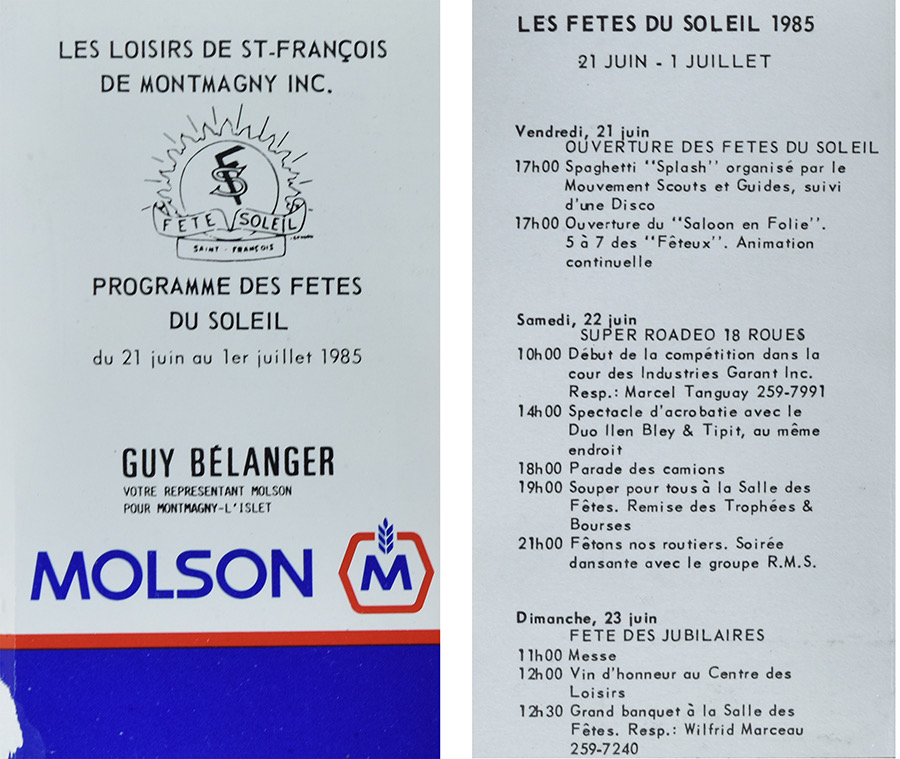 LES LOISIRS DE ST-FRANÇOIS
DE MONTMAGNY INC.
FSS
FÊTE SOLEIL
SAINT - FRANÇOIS
PROGRAMME DES FETES
DU SOLEIL
du 21 juin au 1er juillet 1985
GUY BÉLANGER
VOTRE REPRESENTANT MOLSON
POUR MONTMAGNY-L'ISLET
MOLSON M
LES FETES DU SOLEIL 1985
21 JUIN - 1 JUILLET
Vendredi, 21 juin
OUVERTURE DES FETES DU SOLEIL
17h00 Spaghetti "Splash" organisé par le
Mouvement Scouts et Guides, suivi
d'une Disco
17h00 Ouverture du "Saloon en Folie".
5 à 7 des "Fêteux". Animation
continuelle
Samedi, 22 juin
SUPER ROADEO 18 ROUES
10h00 Début de la compétition dans la
cour des Industries Garant Inc.
Resp.: Marcel Tanguay 259-7991
14h00 Spectacle d'acrobatie avec le
Duo Ilen Bley & Tipit, au même
endroit
18h00 Parade des camions
19h00 Souper pour tous à la Salle des
Fêtes. Remise des Trophées &
Bourses
21h00 Fêtons nos routiers. Soirée
dansante avec le groupe R.M.S.
Dimanche, 23 juin
FETE DES JUBILAIRES
11h00 Messe
12h00 Vin d'honneur au Centre des
Loisirs
12h30 Grand banquet à la Salle des
Fêtes. Resp.: Wilfrid Marceau
259-7240